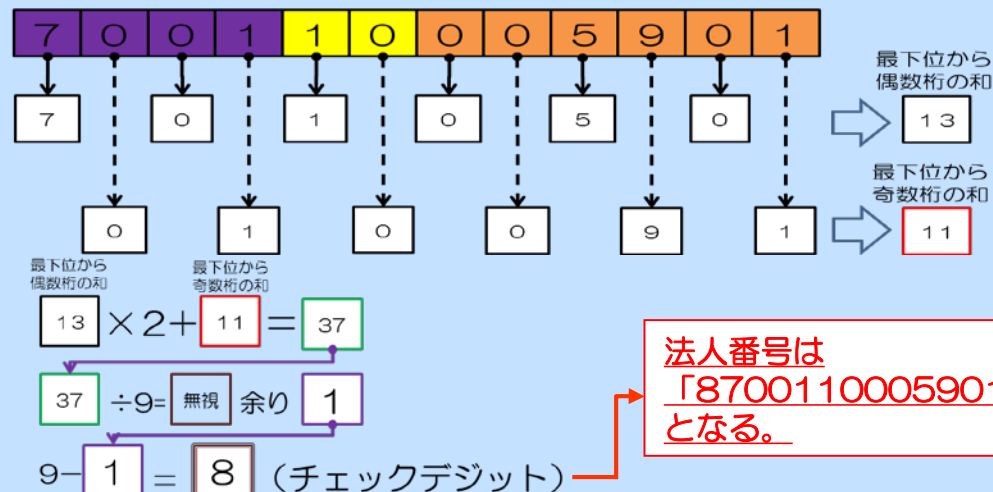 7 0 0 1 1 0 0 0 5 9 0 1
最下位から
偶数桁の和
7 0 1 0 5 0 13
最下位から
奇数桁の和
0 1 0 0 9 1 11
最下位から
偶数桁の和
最下位から
奇数桁の和
13 ×2+ 11 = 37
37 ÷9= 無視 余り 1
9- 1 = 8 (チェックデジット)
法人番号は
「8700110005901
となる。